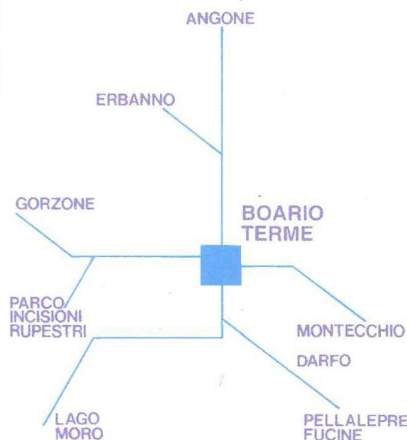 ANGONE
ERBANNO
GORZONE
BOARIO
TERME
PARCO
INCISIONI
RUPESTRI
MONTECCHIO
DARFO
LAGO
MORO
PELLALEPRE
FUCINE